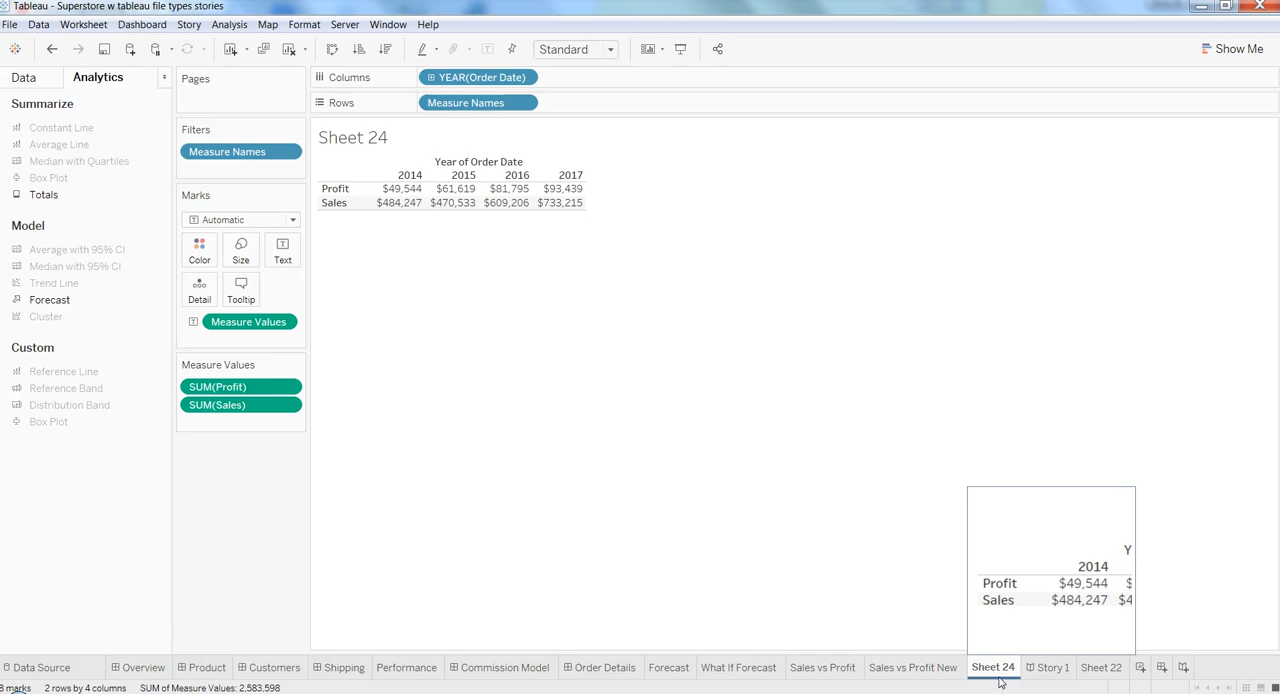 Tableau - Superstore w tableau file types stories
File Data Worksheet Dashboard Story Analysis Map Format Server Window Help
Standard
Show Me
Data Analytics
Summarize
Constant Line
Average Line
Median with Quartiles
Box Plot
Totals
Model
Average with 95% CI
Median with 95% CI
Trend Line
Forecast
Cluster
Custom
Reference Line
Reference Band
Distribution Band
Box Plot
Pages
Filters
Measure Names
Marks
Automatic
Color Size Text
Detail Tooltip
Measure Values
Measure Values
SUM(Profit)
SUM(Sales)
Columns YEAR(Order Date)
Rows Measure Names
Sheet 24
Year of Order Date
2014 2015 2016 2017
Profit $49,544 $61,619 $81,795 $93,439
Sales $484,247 $470,533 $609,206 $733,215
Y
2014
Profit $49,544 $
Sales $484,247 $4
Data Source Overview Product Customers Shipping Performance Commission Model Order Details Forecast What If Forecast Sales vs Profit Sales vs Profit New Sheet 24 Story 1 Sheet 22
8 marks 2 rows by 4 columns SUM of Measure Values: 2,583,598